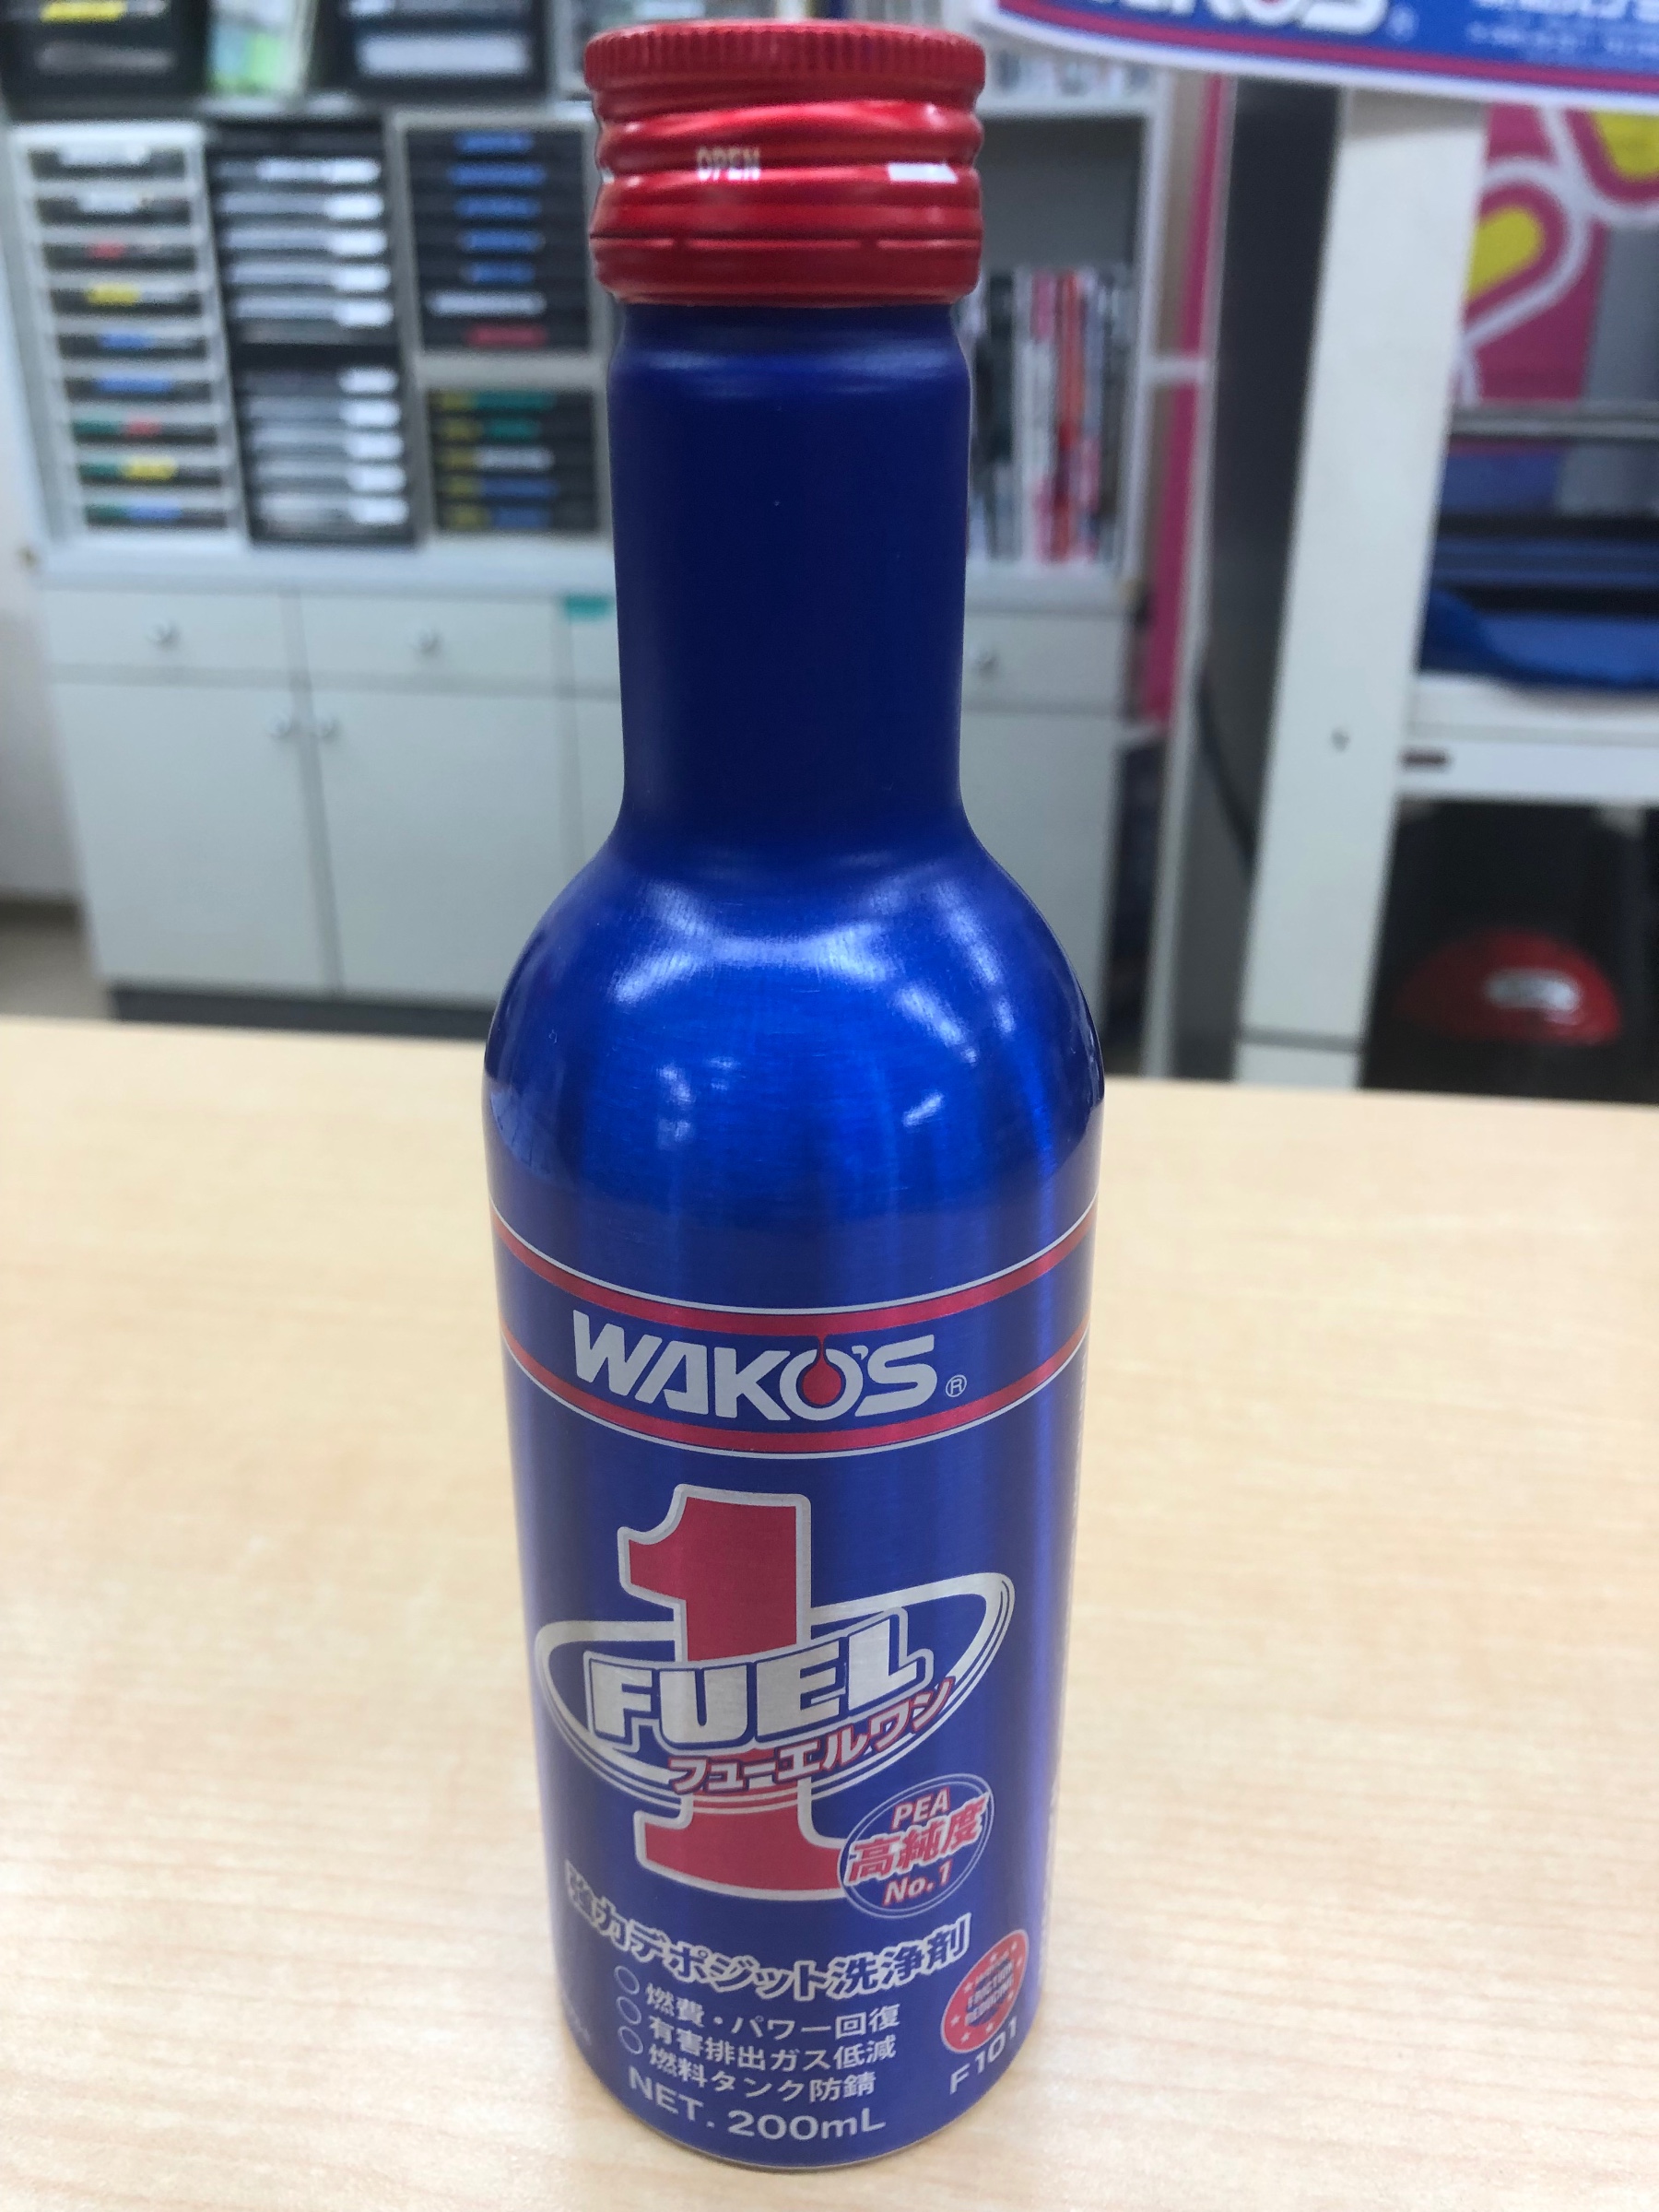 OPEN
WAKO'S®
1
FUEL
フューエルワン
PEA
高純度
No.1
強力デポジット洗浄剤
○燃費・パワー回復
○有害排出ガス低減
○燃料タンク防錆
NET. 200mL
FRICTION
REDUCING
F101